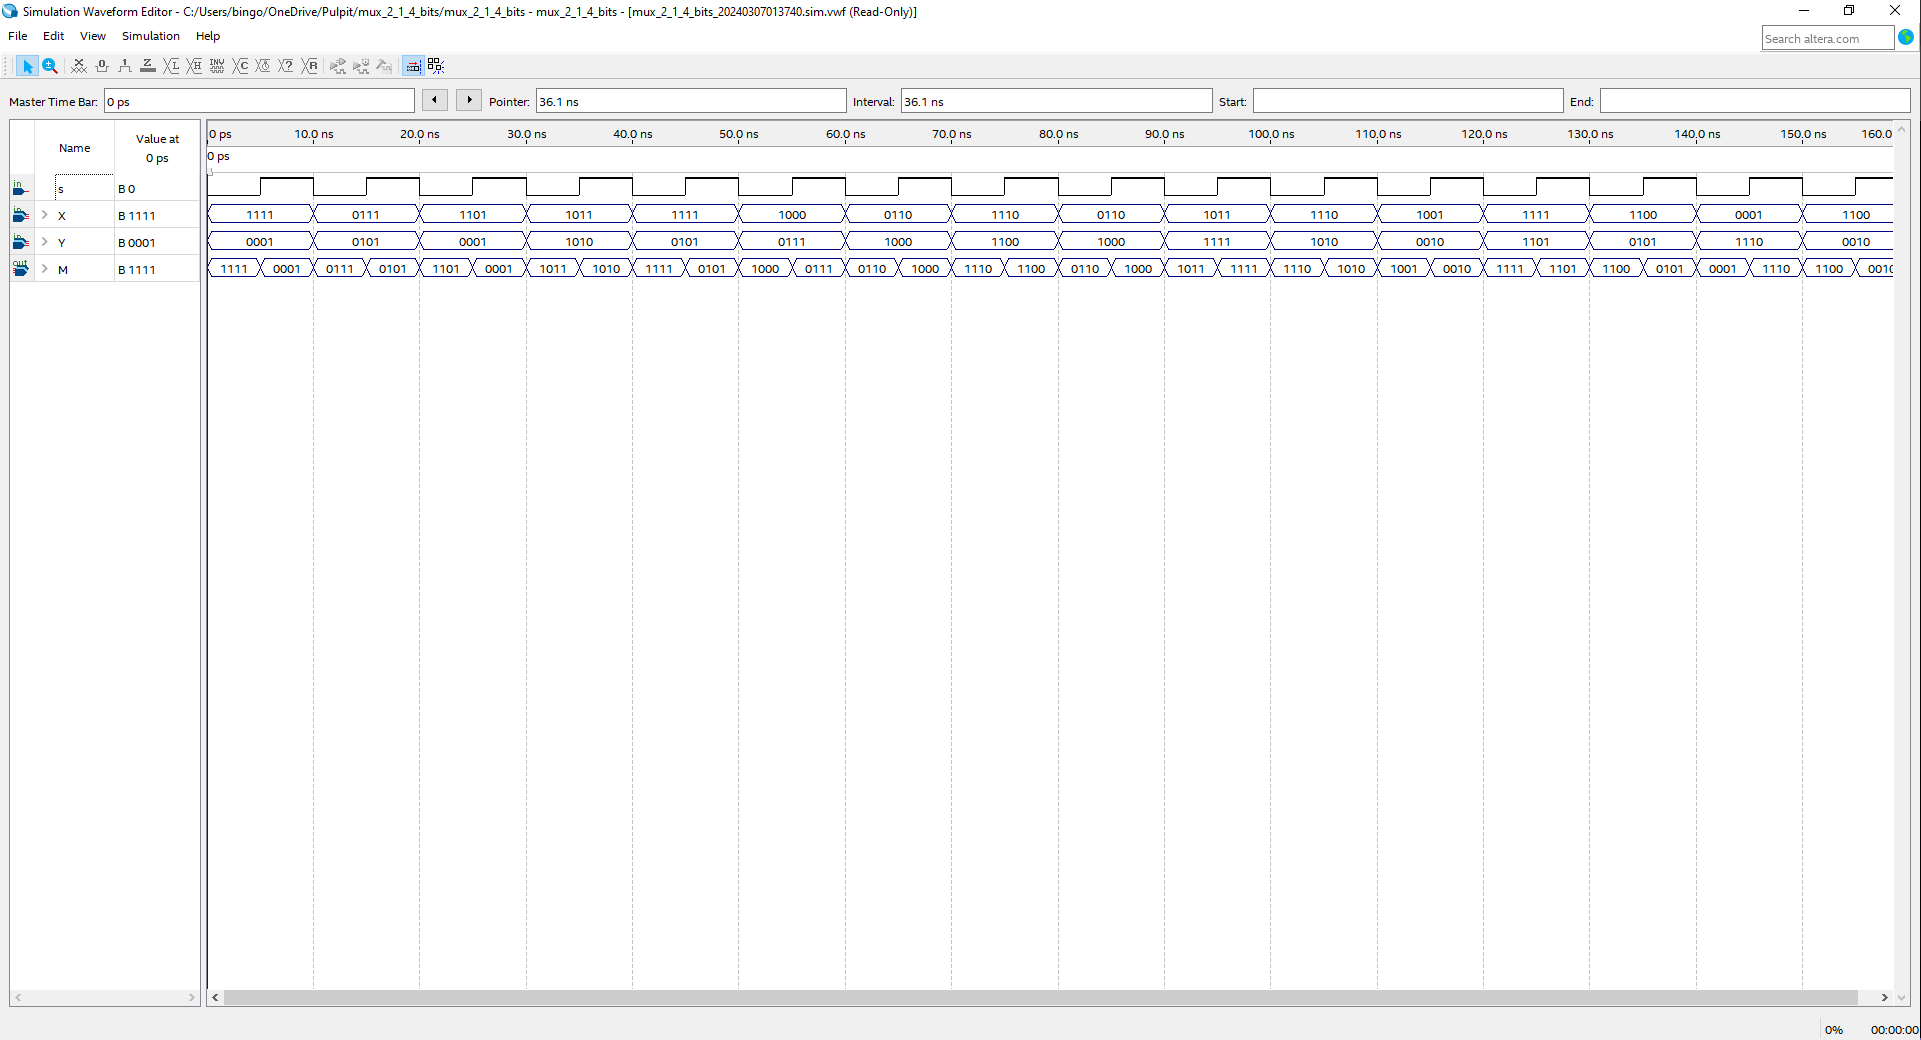 Simulation Waveform Editor - C:/Users/bingo/OneDrive/Pulpit/mux_2_1_4_bits/mux_2_1_4_bits - mux_2_1_4_bits - [mux_2_1_4_bits_20240307013740.sim.vwf (Read-Only)]
File Edit View Simulation Help
Search altera.com
Master Time Bar: 0 ps Pointer: 36.1 ns Interval: 36.1 ns Start: End:
Name Value at 0 ps
0 ps 10.0 ns 20.0 ns 30.0 ns 40.0 ns 50.0 ns 60.0 ns 70.0 ns 80.0 ns 90.0 ns 100.0 ns 110.0 ns 120.0 ns 130.0 ns 140.0 ns 150.0 ns 160.0
0 ps
in s B 0
in X B 1111 1111 0111 1101 1011 1111 1000 0110 1110 0110 1011 1110 1001 1111 1100 0001 1100
in Y B 0001 0001 0101 0001 1010 0101 0111 1000 1100 1000 1111 1010 0010 1101 0101 1110 0010
out M B 1111 1111 0001 0111 0101 1101 0001 1011 1010 1111 0101 1000 0111 0110 1000 1110 1100 0110 1000 1011 1111 1110 1010 1001 0010 1111 1101 1100 0101 0001 1110 1100 0010
0% 00:00:00